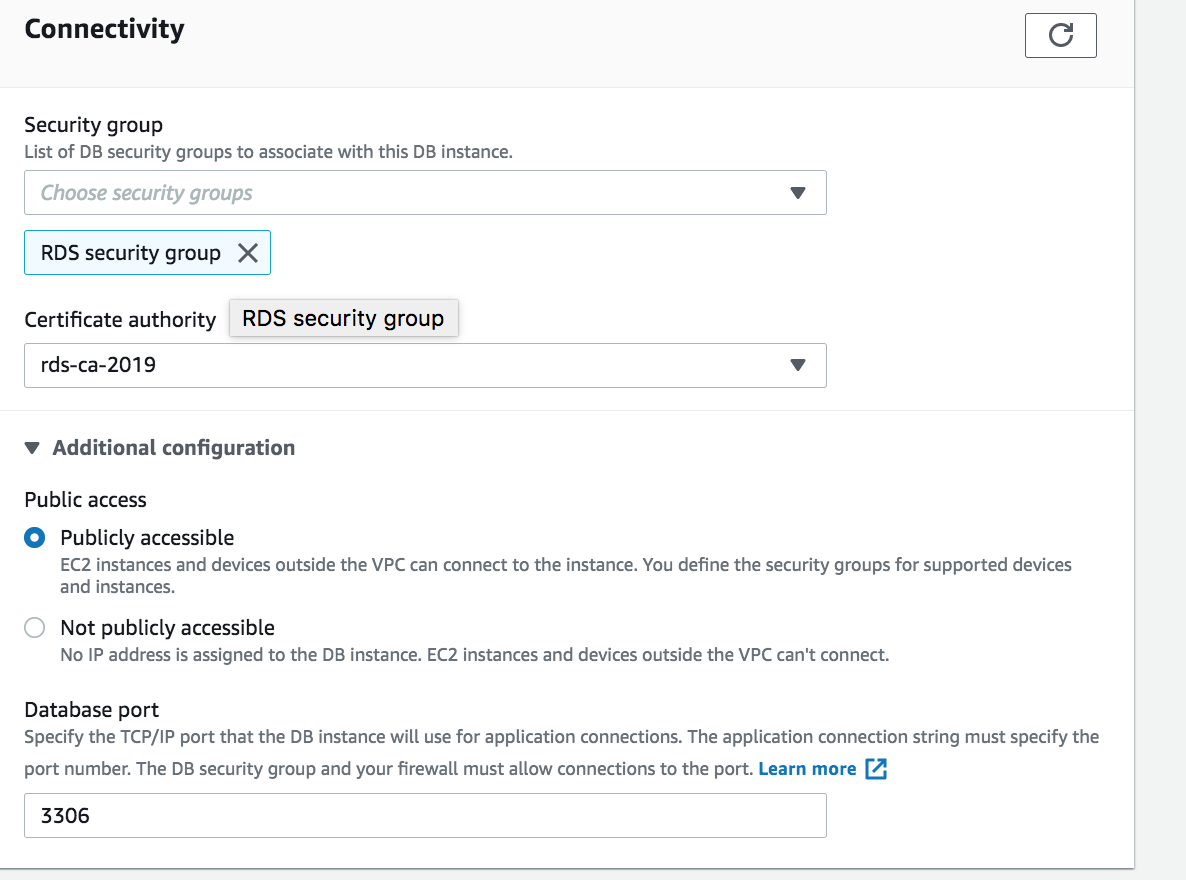 Connectivity
Security group
List of DB security groups to associate with this DB instance.
Choose security groups
RDS security group
Certificate authority
RDS security group
rds-ca-2019
Additional configuration
Public access
Publicly accessible
EC2 instances and devices outside the VPC can connect to the instance. You define the security groups for supported devices
and instances.
Not publicly accessible
No IP address is assigned to the DB instance. EC2 instances and devices outside the VPC can't connect.
Database port
Specify the TCP/IP port that the DB instance will use for application connections. The application connection string must specify the
port number. The DB security group and your firewall must allow connections to the port. Learn more
3306